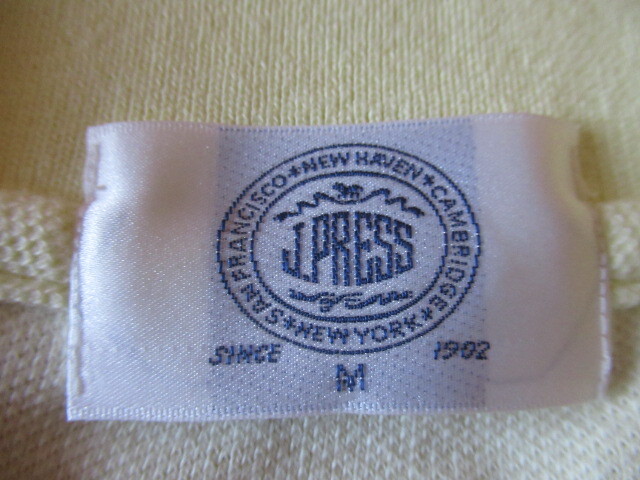 SAN FRANCISCO★NEW HAVEN★CAMBRIDGE★NEW YORK★
J.PRESS
SINCE 1902
M